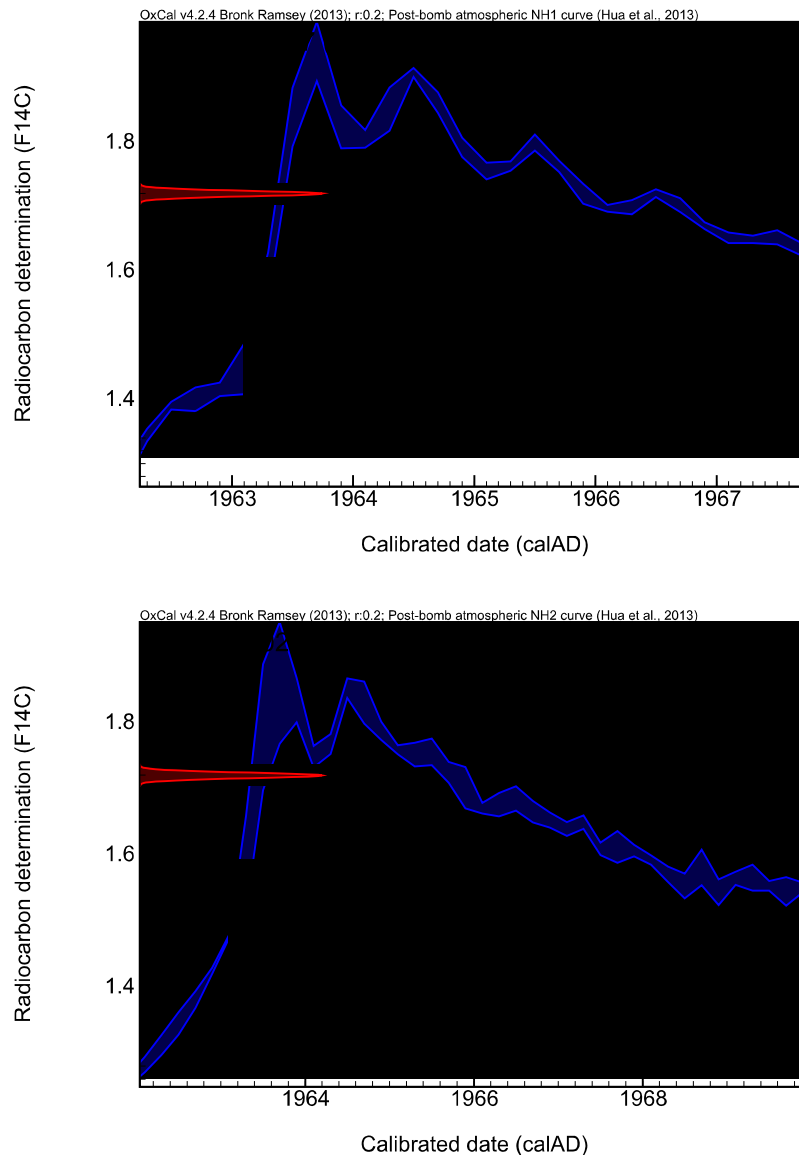 OxCal v4.2.4 Bronk Ramsey (2013); r:0.2; Post-bomb atmospheric NH1 curve (Hua et al., 2013)
Radiocarbon determination (F14C)
1.8
1.6
1.4
1963 1964 1965 1966 1967
Calibrated date (calAD)
OxCal v4.2.4 Bronk Ramsey (2013); r:0.2; Post-bomb atmospheric NH2 curve (Hua et al., 2013)
Radiocarbon determination (F14C)
1.8
1.6
1.4
1964 1966 1968
Calibrated date (calAD)